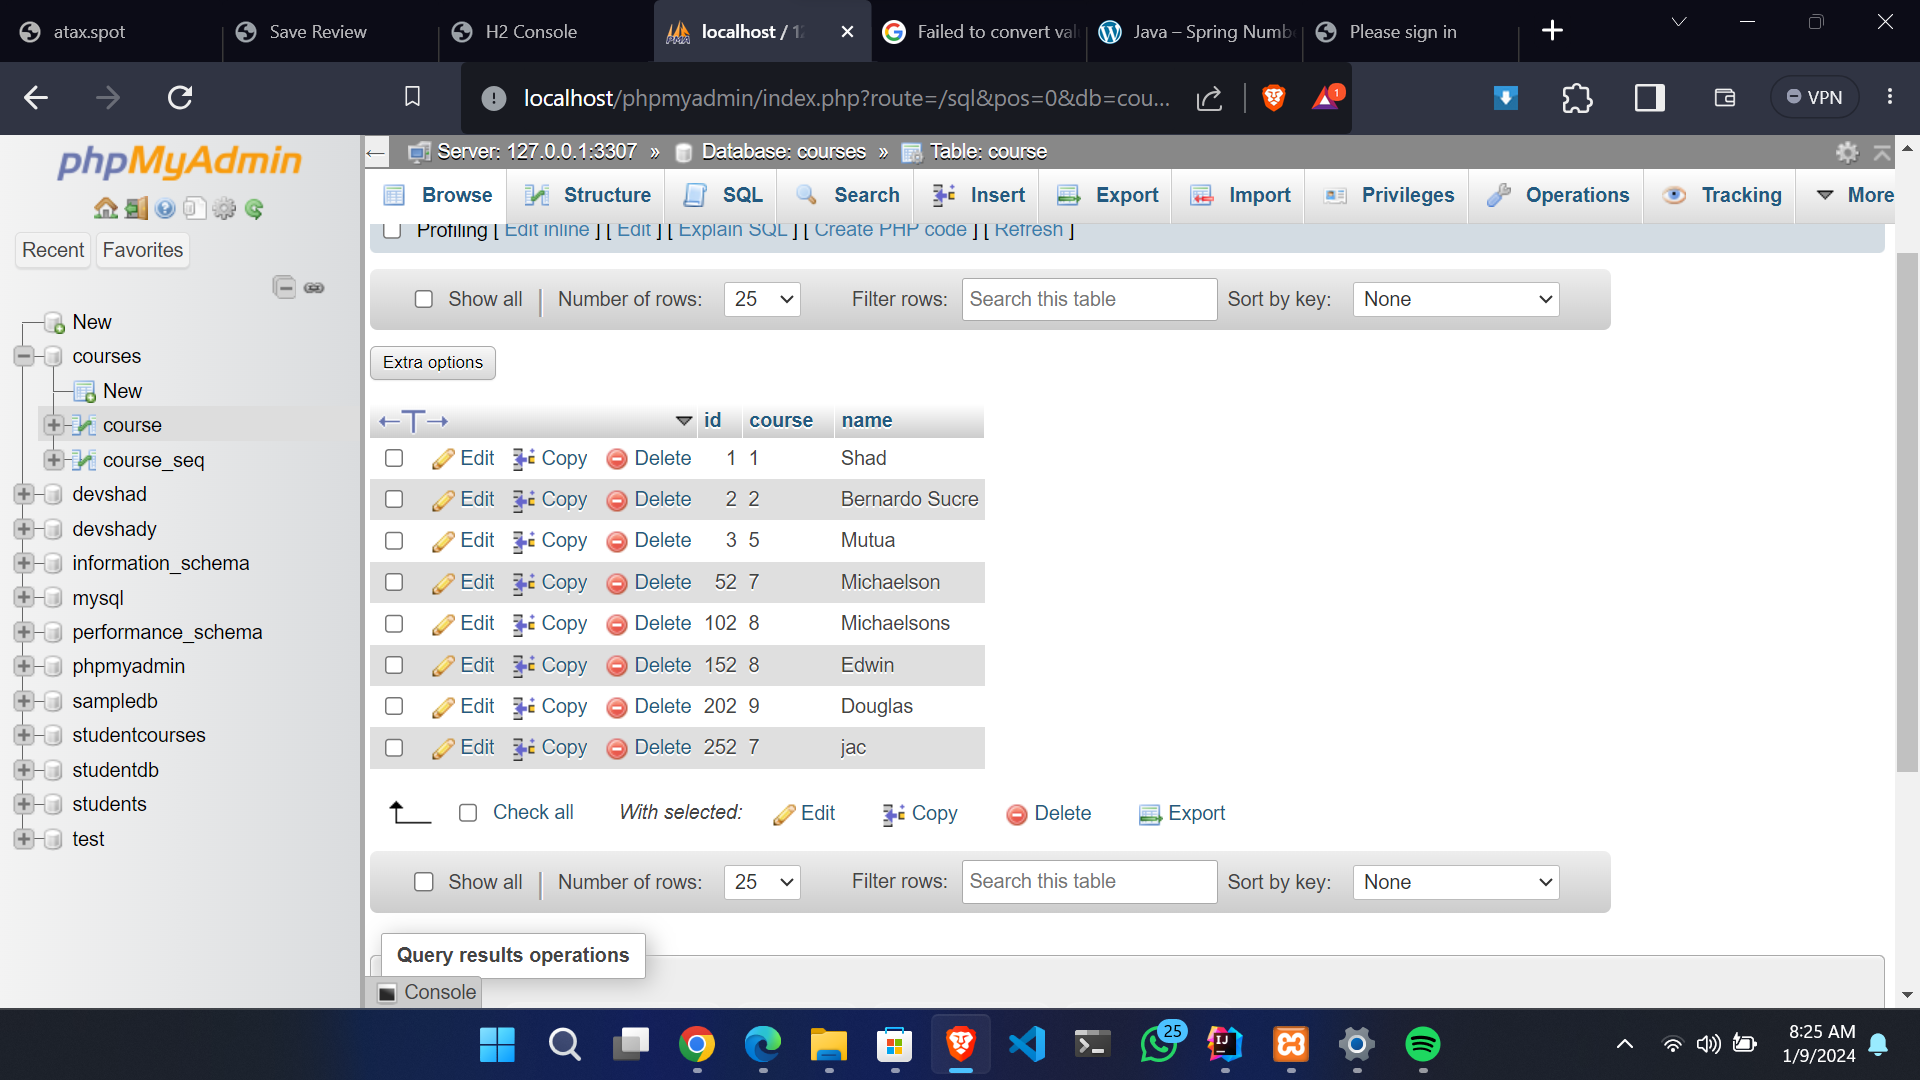 atax.spot
Save Review
H2 Console
localhost / 12
Failed to convert val
Java – Spring Numbe
Please sign in
localhost/phpmyadmin/index.php?route=/sql&pos=0&db=cou...
1
VPN
phpMyAdmin
Recent
Favorites
New
courses
New
course
course_seq
devshad
devshady
information_schema
mysql
performance_schema
phpmyadmin
sampledb
studentcourses
studentdb
students
test
Server: 127.0.0.1:3307 » Database: courses » Table: course
Browse Structure SQL Search Insert Export Import Privileges Operations Tracking More
Profiling [ Edit inline ] [ Edit ] [ Explain SQL ] [ Create PHP code ] [ Refresh ]
Show all Number of rows: 25 Filter rows: Search this table Sort by key: None
Extra options
id course name
Edit Copy Delete 1 1 Shad
Edit Copy Delete 2 2 Bernardo Sucre
Edit Copy Delete 3 5 Mutua
Edit Copy Delete 52 7 Michaelson
Edit Copy Delete 102 8 Michaelsons
Edit Copy Delete 152 8 Edwin
Edit Copy Delete 202 9 Douglas
Edit Copy Delete 252 7 jac
Check all With selected: Edit Copy Delete Export
Show all Number of rows: 25 Filter rows: Search this table Sort by key: None
Query results operations
Console
25
8:25 AM
1/9/2024